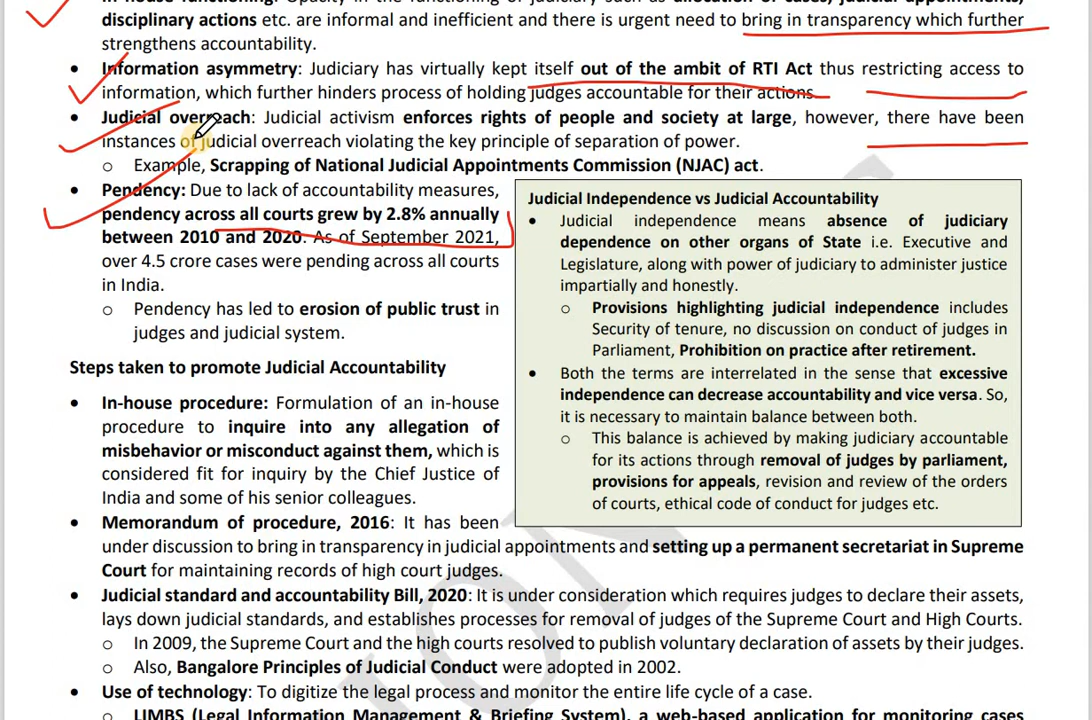 disciplinary actions etc. are informal and inefficient and there is urgent need to bring in transparency which further
strengthens accountability.
• Information asymmetry: Judiciary has virtually kept itself out of the ambit of RTI Act thus restricting access to
information, which further hinders process of holding judges accountable for their actions.
• Judicial overreach: Judicial activism enforces rights of people and society at large, however, there have been
instances of judicial overreach violating the key principle of separation of power.
o Example, Scrapping of National Judicial Appointments Commission (NJAC) act.
• Pendency: Due to lack of accountability measures,
pendency across all courts grew by 2.8% annually
between 2010 and 2020. As of September 2021,
over 4.5 crore cases were pending across all courts
in India.
o Pendency has led to erosion of public trust in
judges and judicial system.
Judicial Independence vs Judicial Accountability
• Judicial independence means absence of judiciary
dependence on other organs of State i.e. Executive and
Legislature, along with power of judiciary to administer justice
impartially and honestly.
o Provisions highlighting judicial independence includes
Security of tenure, no discussion on conduct of judges in
Parliament, Prohibition on practice after retirement.
• Both the terms are interrelated in the sense that excessive
independence can decrease accountability and vice versa. So,
it is necessary to maintain balance between both.
o This balance is achieved by making judiciary accountable
for its actions through removal of judges by parliament,
provisions for appeals, revision and review of the orders
of courts, ethical code of conduct for judges etc.
Steps taken to promote Judicial Accountability
• In-house procedure: Formulation of an in-house
procedure to inquire into any allegation of
misbehavior or misconduct against them, which is
considered fit for inquiry by the Chief Justice of
India and some of his senior colleagues.
• Memorandum of procedure, 2016: It has been
under discussion to bring in transparency in judicial appointments and setting up a permanent secretariat in Supreme
Court for maintaining records of high court judges.
• Judicial standard and accountability Bill, 2020: It is under consideration which requires judges to declare their assets,
lays down judicial standards, and establishes processes for removal of judges of the Supreme Court and High Courts.
o In 2009, the Supreme Court and the high courts resolved to publish voluntary declaration of assets by their judges.
o Also, Bangalore Principles of Judicial Conduct were adopted in 2002.
• Use of technology: To digitize the legal process and monitor the entire life cycle of a case.
o LIMBS (Legal Information Management & Briefing System), a web-based application for monitoring cases